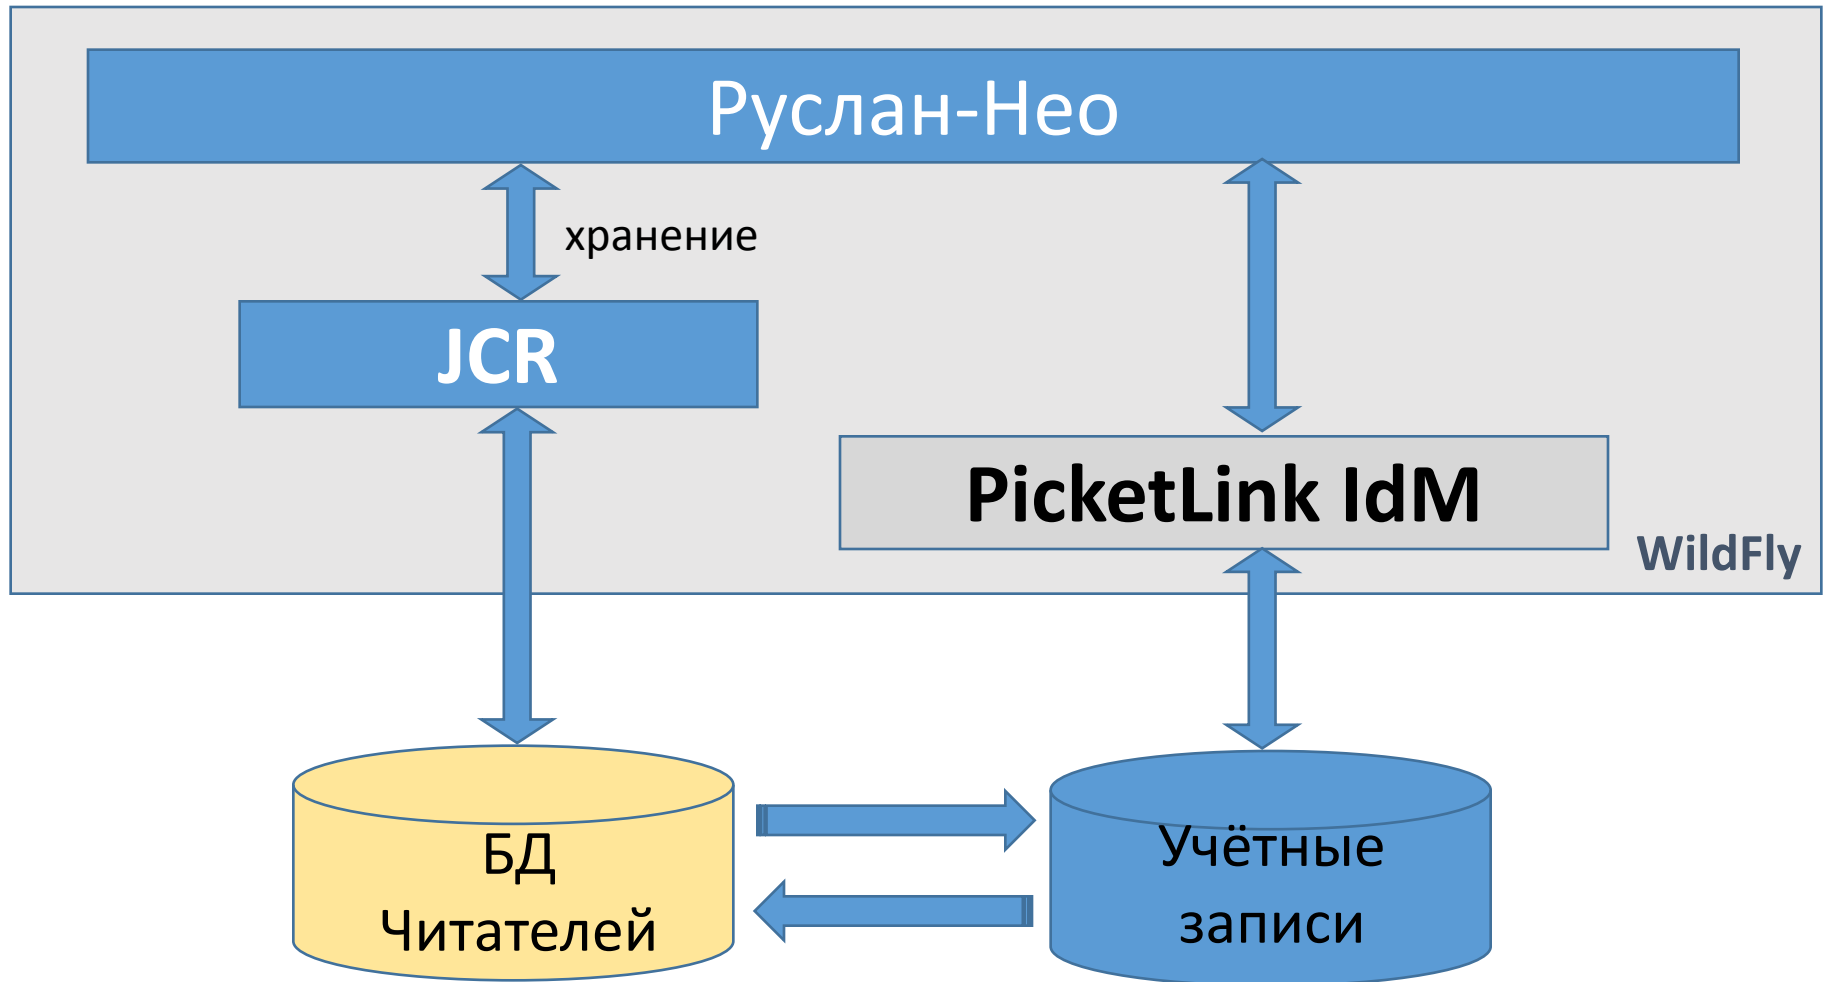 Руслан-Нео
хранение
JCR
PicketLink IdM
WildFly
БД
Читателей
Учётные
записи